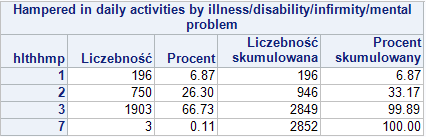 Hampered in daily activities by illness/disability/infirmity/mental
problem
hlthhmp Liczebność Procent Liczebność skumulowana Procent skumulowany
1 196 6.87 196 6.87
2 750 26.30 946 33.17
3 1903 66.73 2849 99.89
7 3 0.11 2852 100.00